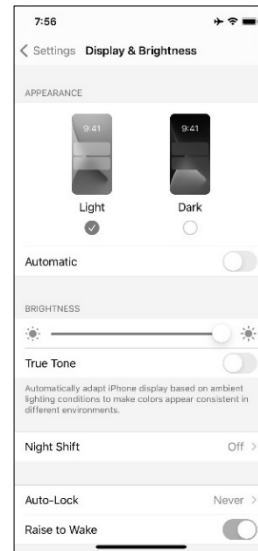 7:56
Settings Display & Brightness
APPEARANCE
9:41 9:41
Light Dark
Automatic
BRIGHTNESS
True Tone
Automatically adapt iPhone display based on ambient
lighting conditions to make colors appear consistent in
different environments.
Night Shift Off
Auto-Lock Never
Raise to Wake